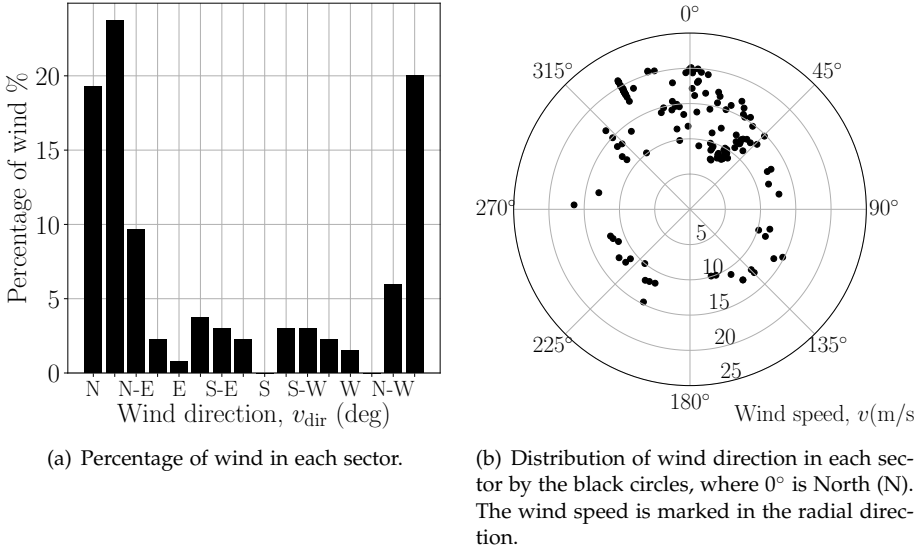 20
15
10
5
0
Percentage of wind %
N N-E E S-E S S-W W N-W
Wind direction, v_dir (deg)
(a) Percentage of wind in each sector.
0°
315° 45°
270° 90°
5
10
15
20
25
225° 135°
180°
Wind speed, v(m/s
(b) Distribution of wind direction in each sec-
tor by the black circles, where 0° is North (N).
The wind speed is marked in the radial direc-
tion.